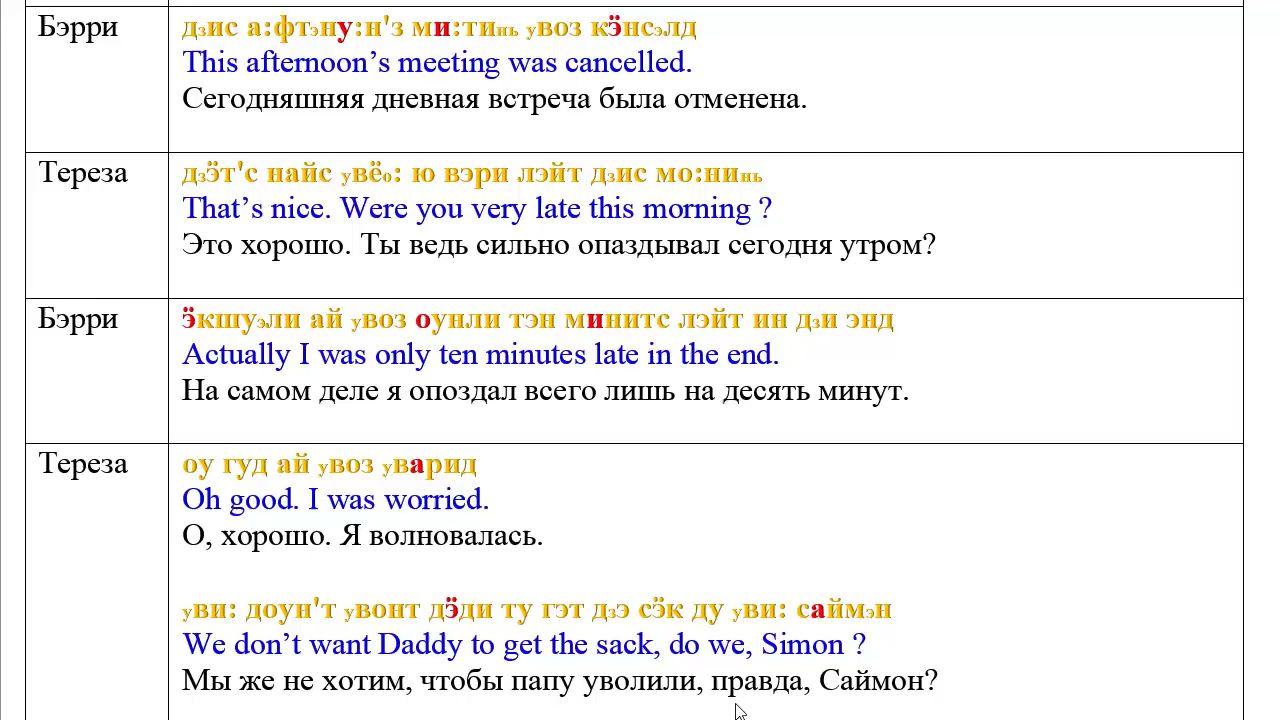 Бэрри
дзис а:фтэну:н'з ми:тинь увоз кӭнсэлд
This afternoon’s meeting was cancelled.
Сегодняшняя дневная встреча была отменена.
Тереза
дзӭт'с найс увёо: ю вэри лэйт дзис мо:нинь
That’s nice. Were you very late this morning ?
Это хорошо. Ты ведь сильно опаздывал сегодня утром?
Бэрри
ӭкшуэли ай увоз оунли тэн минитс лэйт ин дзи энд
Actually I was only ten minutes late in the end.
На самом деле я опоздал всего лишь на десять минут.
Тереза
оу гуд ай увоз уварид
Oh good. I was worried.
О, хорошо. Я волновалась.
уви: доун'т увонт дӭди ту гэт дзэ сӭк ду уви: саймэн
We don’t want Daddy to get the sack, do we, Simon ?
Мы же не хотим, чтобы папу уволили, правда, Саймон?